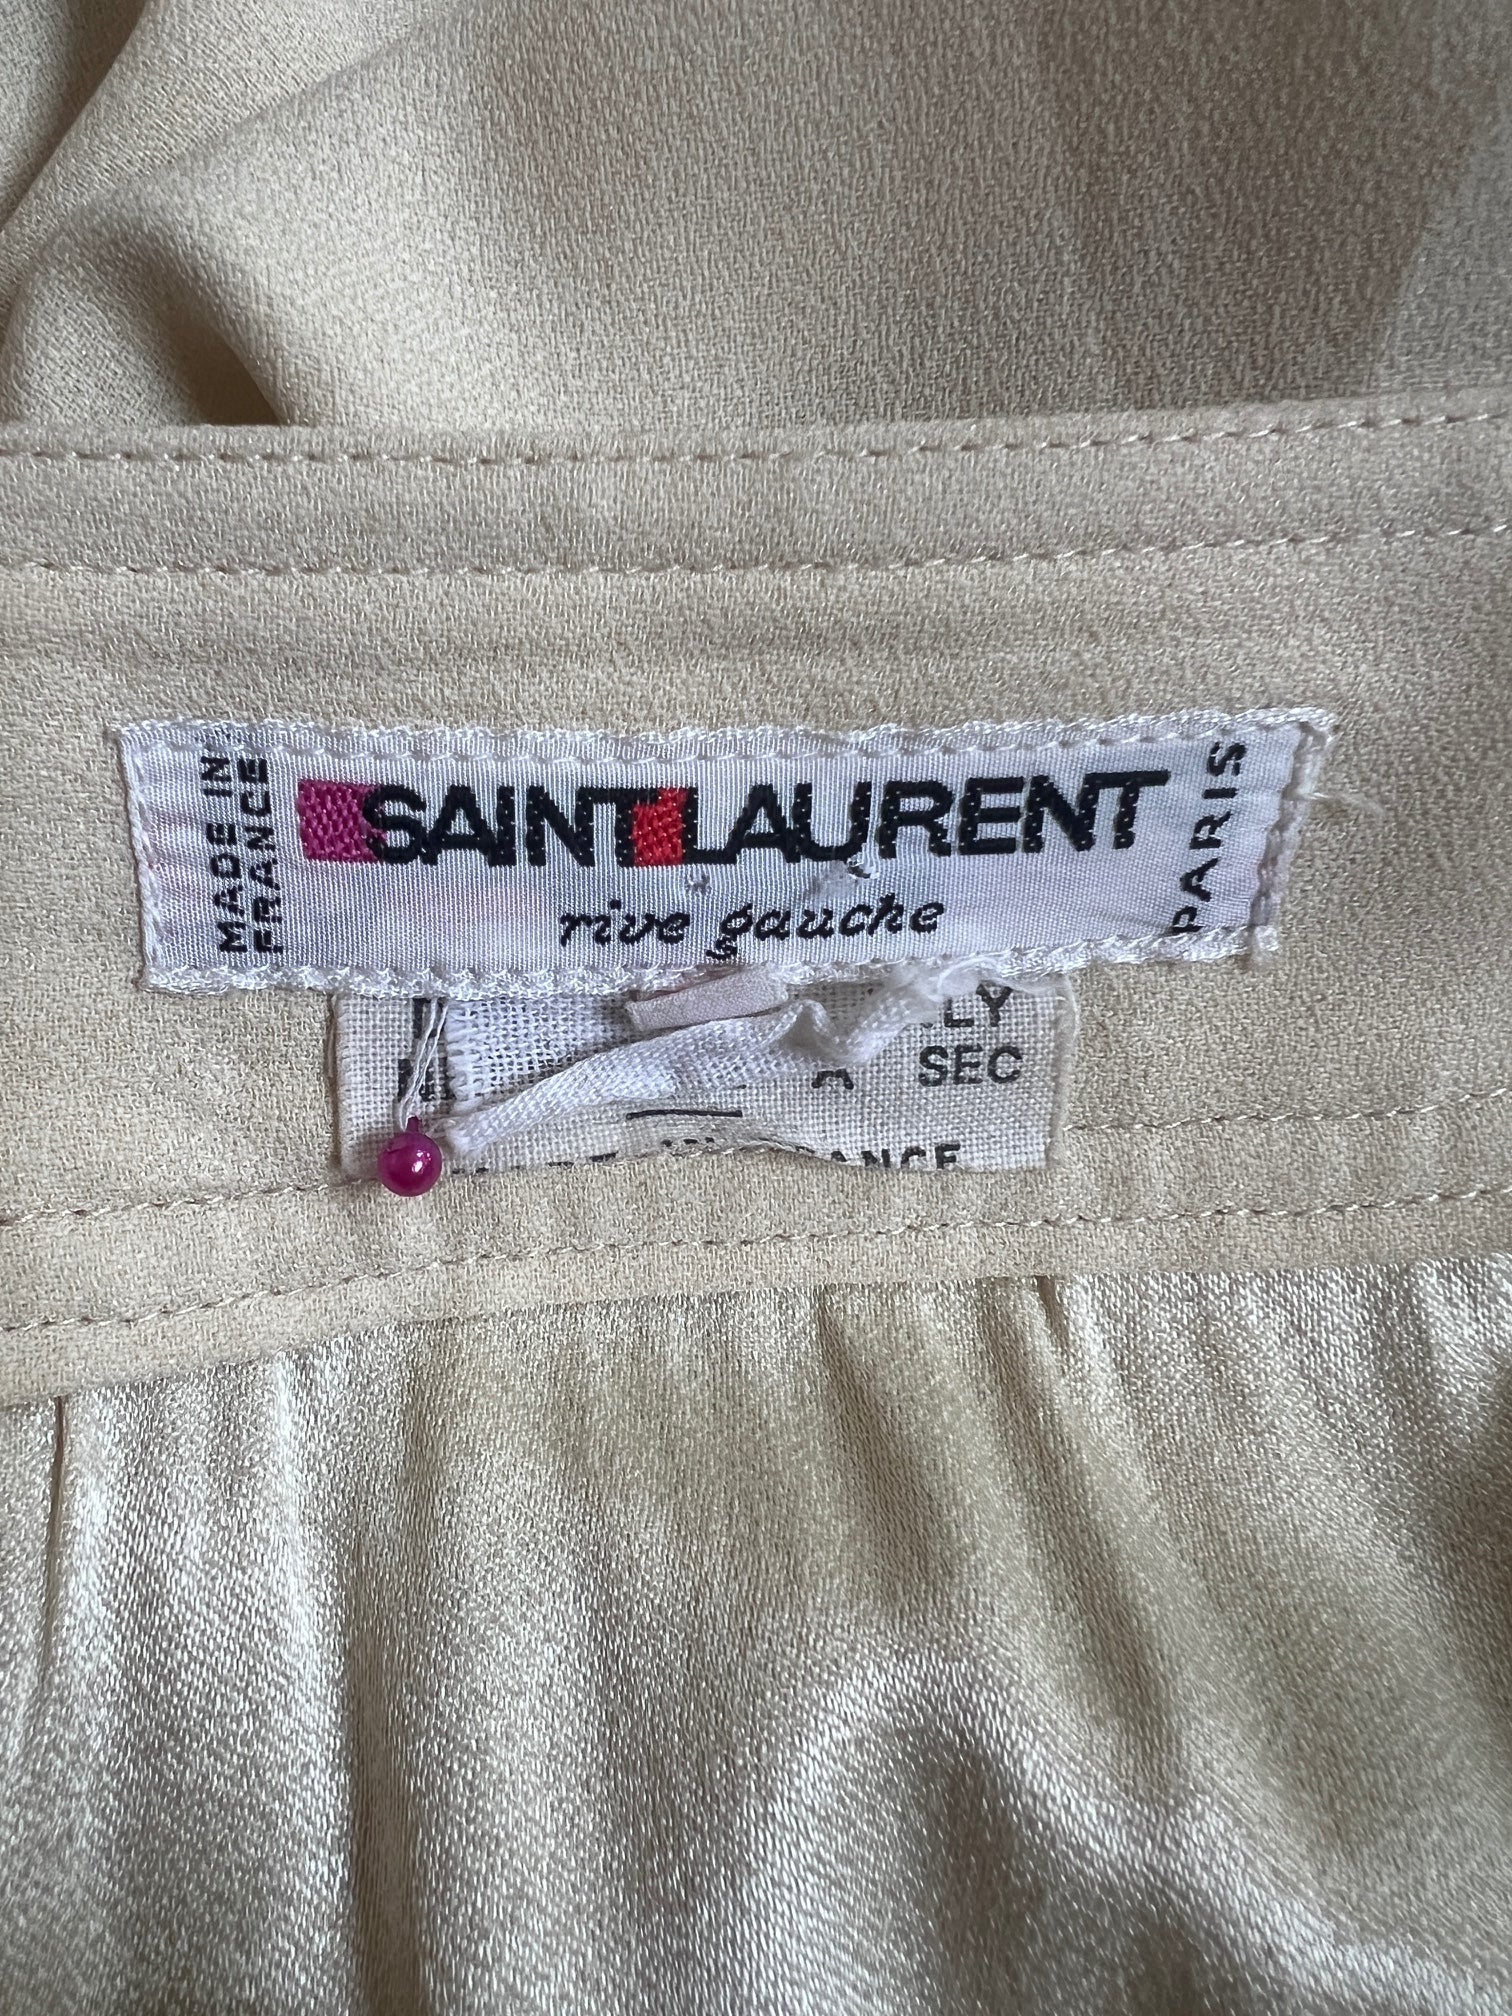 MADE IN
FRANCE
SAINT LAURENT
rive gauche
PARIS
A SEC